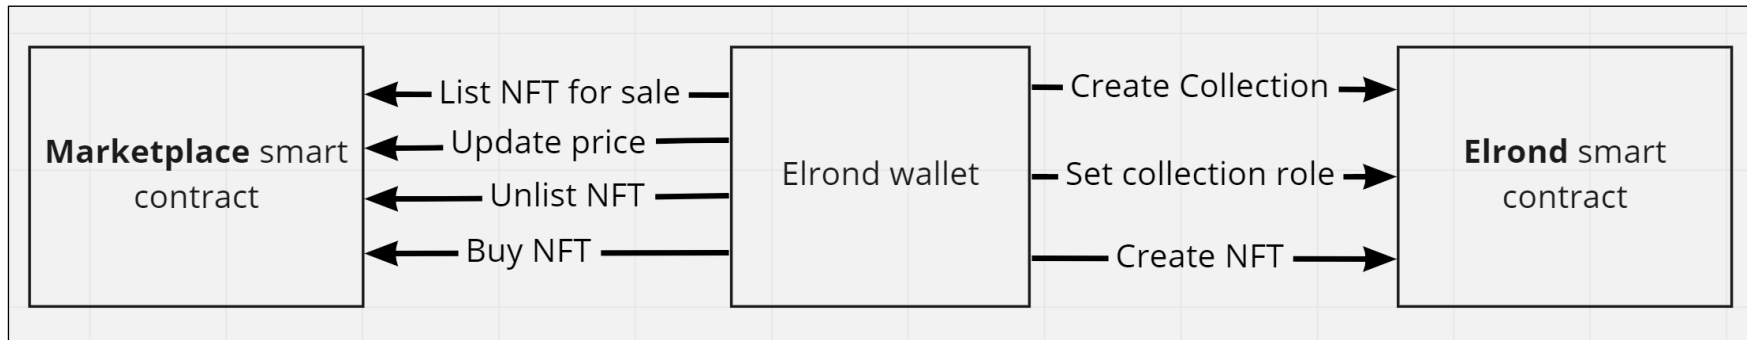 Marketplace smart
contract
List NFT for sale
Update price
Unlist NFT
Buy NFT
Elrond wallet
Create Collection
Set collection role
Create NFT
Elrond smart
contract